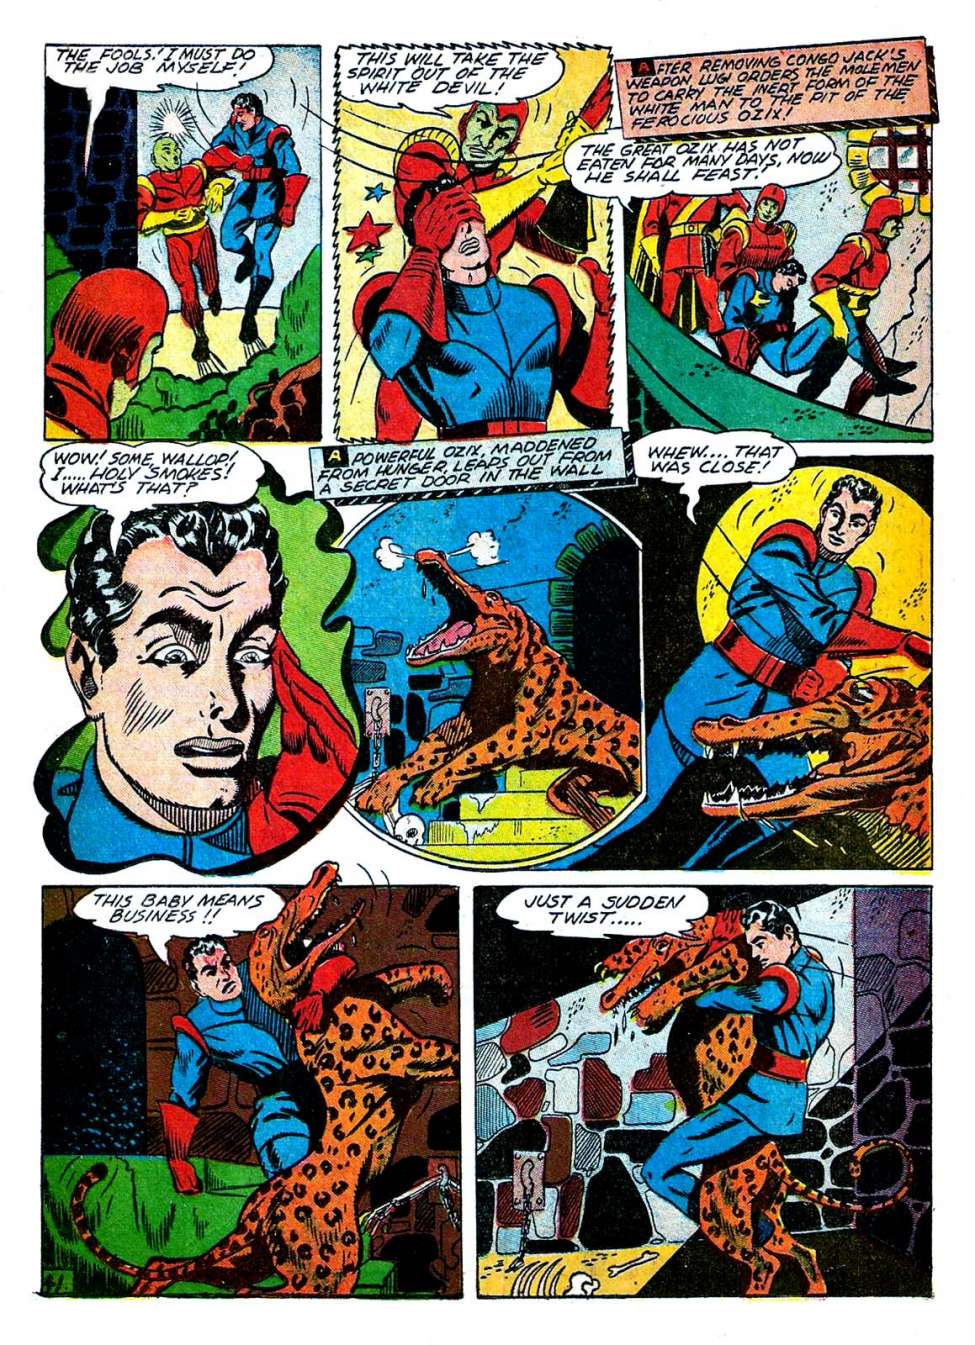 THE FOOLS! I MUST DO
THE JOB MYSELF!
THIS WILL TAKE THE
SPIRIT OUT OF THE
WHITE DEVIL!
AFTER REMOVING CONGO JACK'S
WEAPON, LUGI ORDERS THE MOLEMEN
TO CARRY THE INERT FORM OF THE
WHITE MAN TO THE PIT OF THE
FEROCIOUS OZIX!
THE GREAT OZIX HAS NOT
EATEN FOR MANY DAYS, NOW
HE SHALL FEAST.
WOW! SOME WALLOP!
I..... HOLY SMOKES!
WHAT'S THAT?
A POWERFUL OZIX, MADDENED
FROM HUNGER, LEAPS OUT FROM
A SECRET DOOR IN THE WALL
WHEW.... THAT
WAS CLOSE!
THIS BABY MEANS
BUSINESS!!
JUST A SUDDEN
TWIST.....